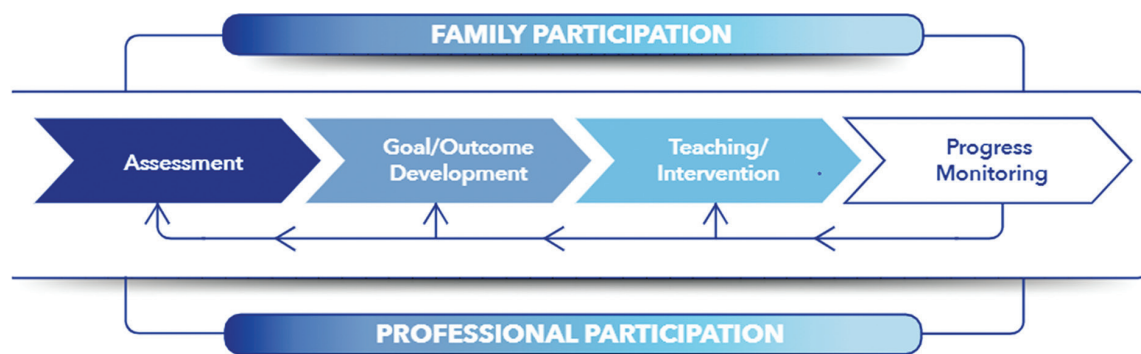 FAMILY PARTICIPATION
Assessment
Goal/Outcome
Development
Teaching/
Intervention
Progress
Monitoring
PROFESSIONAL PARTICIPATION